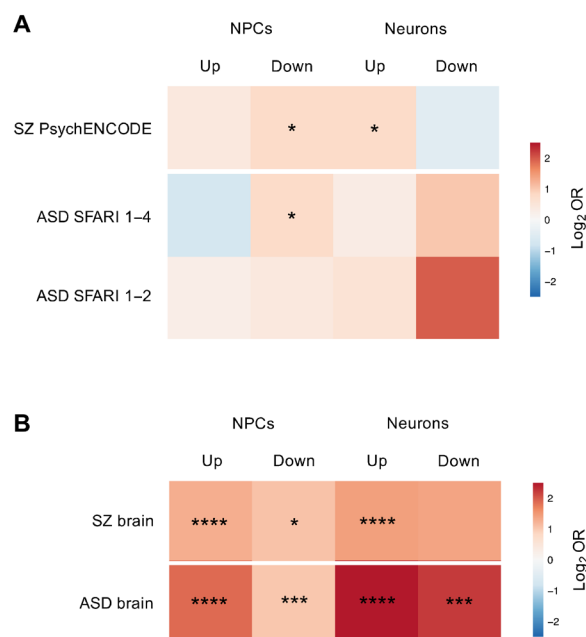 A
NPCs Neurons
Up Down Up Down
SZ PsychENCODE * *
ASD SFARI 1–4 *
ASD SFARI 1–2
2
1
0
-1
-2
Log2 OR
B
NPCs Neurons
Up Down Up Down
SZ brain **** * ****
ASD brain **** *** **** ***
2
1
0
-1
-2
Log2 OR